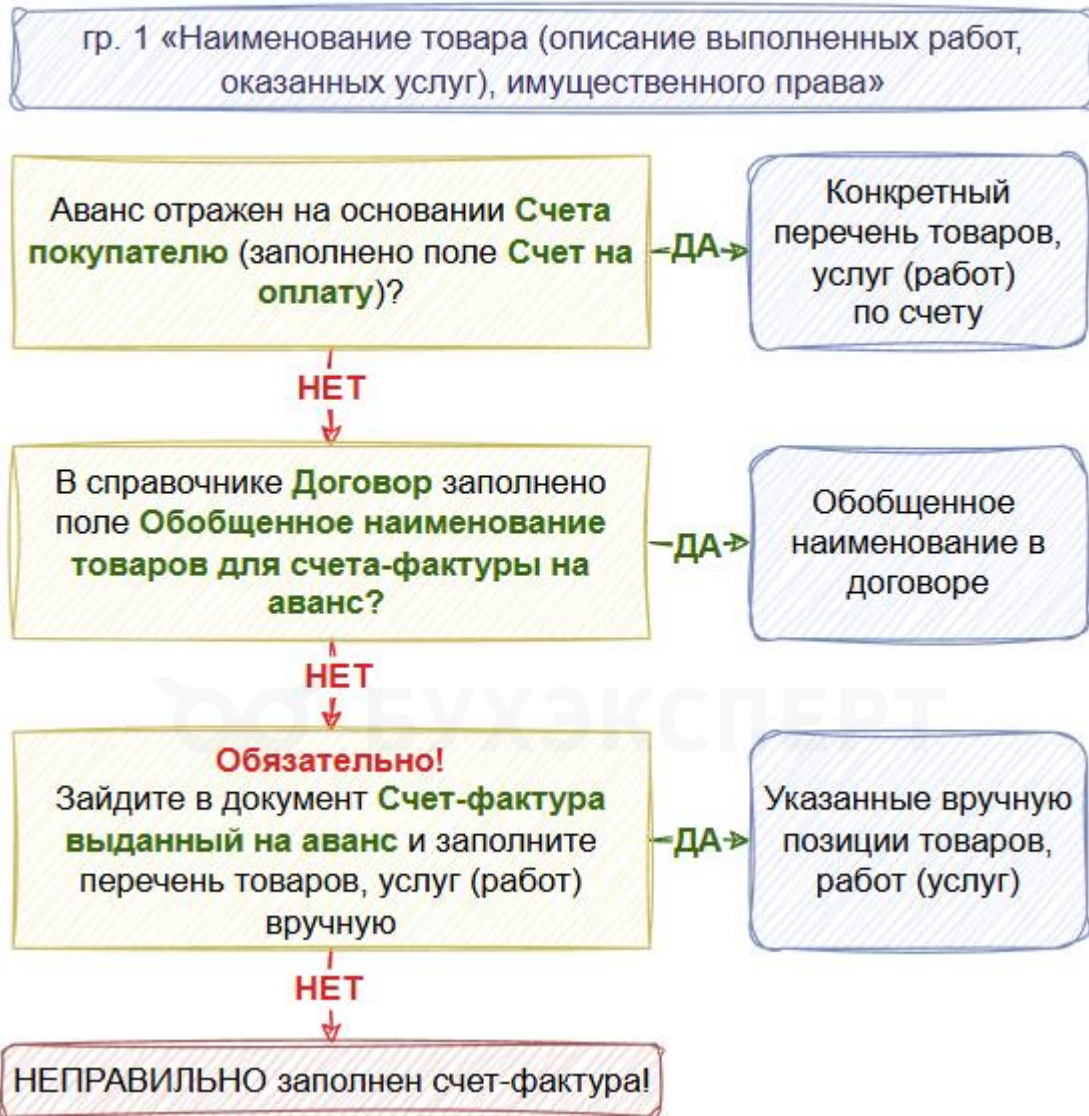 гр. 1 «Наименование товара (описание выполненных работ,
оказанных услуг), имущественного права»
Аванс отражен на основании Счета
покупателю (заполнено поле Счет на
оплату)?
ДА
Конкретный
перечень товаров,
услуг (работ)
по счету
НЕТ
В справочнике Договор заполнено
поле Обобщенное наименование
товаров для счета-фактуры на
аванс?
ДА
Обобщенное
наименование в
договоре
НЕТ
БУХЭКСПЕРТ
Обязательно!
Зайдите в документ Счет-фактура
выданный на аванс и заполните
перечень товаров, услуг (работ)
вручную
ДА
Указанные вручную
позиции товаров,
работ (услуг)
НЕТ
НЕПРАВИЛЬНО заполнен счет-фактура!